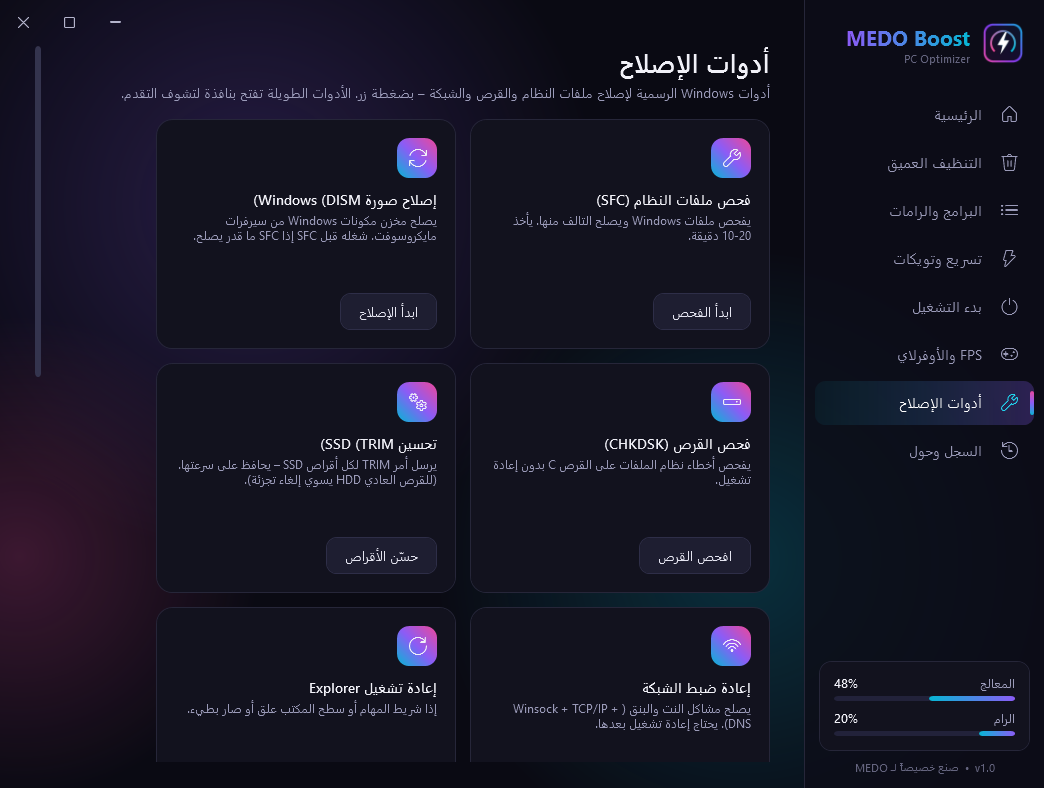 MEDO Boost
PC Optimizer
الرئيسية
التنظيف العميق
البرامج والرامات
تسريع وتويكات
بدء التشغيل
FPS والأوفرلاي
أدوات الإصلاح
السجل وحول
المعالج 48%
الرام 20%
v1.0 • صنع خصيصاً لـ MEDO
أدوات الإصلاح
أدوات Windows الرسمية لإصلاح ملفات النظام والقرص والشبكة – بضغطة زر. الأدوات الطويلة تفتح بنافذة لتشوف التقدم.
فحص ملفات النظام (SFC)
يفحص ملفات Windows ويصلح التالف منها. يأخذ
10-20 دقيقة.
ابدأ الفحص
إصلاح صورة Windows (DISM)
يصلح مخزن مكونات Windows من سيرفرات
مايكروسوفت. شغله قبل SFC إذا SFC ما قدر يصلح.
ابدأ الإصلاح
فحص القرص (CHKDSK)
يفحص أخطاء نظام الملفات على القرص C بدون إعادة
تشغيل.
افحص القرص
تحسين SSD (TRIM)
يرسل أمر TRIM لكل أقراص SSD – يحافظ على سرعتها.
(للقرص العادي HDD يسوي إلغاء تجزئة).
حسّن الأقراص
إعادة ضبط الشبكة
يصلح مشاكل النت والبنق (Winsock + TCP/IP +
DNS). يحتاج إعادة تشغيل بعدها.
إعادة تشغيل Explorer
إذا شريط المهام أو سطح المكتب علق أو صار بطيء.